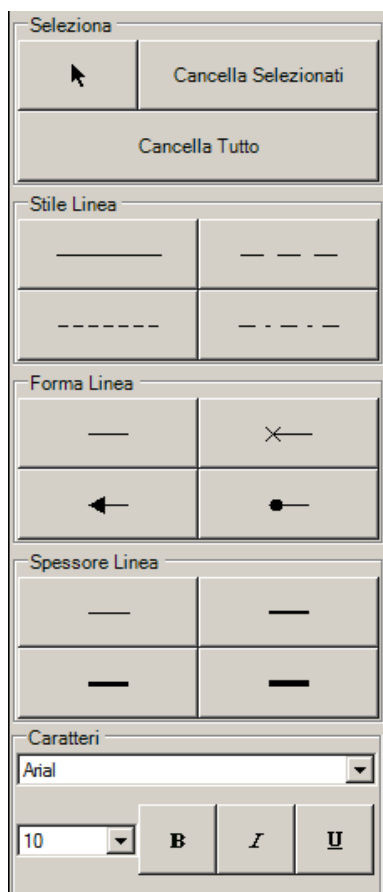 Seleziona
Cancella Selezionati
Cancella Tutto
Stile Linea
Forma Linea
Spessore Linea
Caratteri
Arial
10 B I U